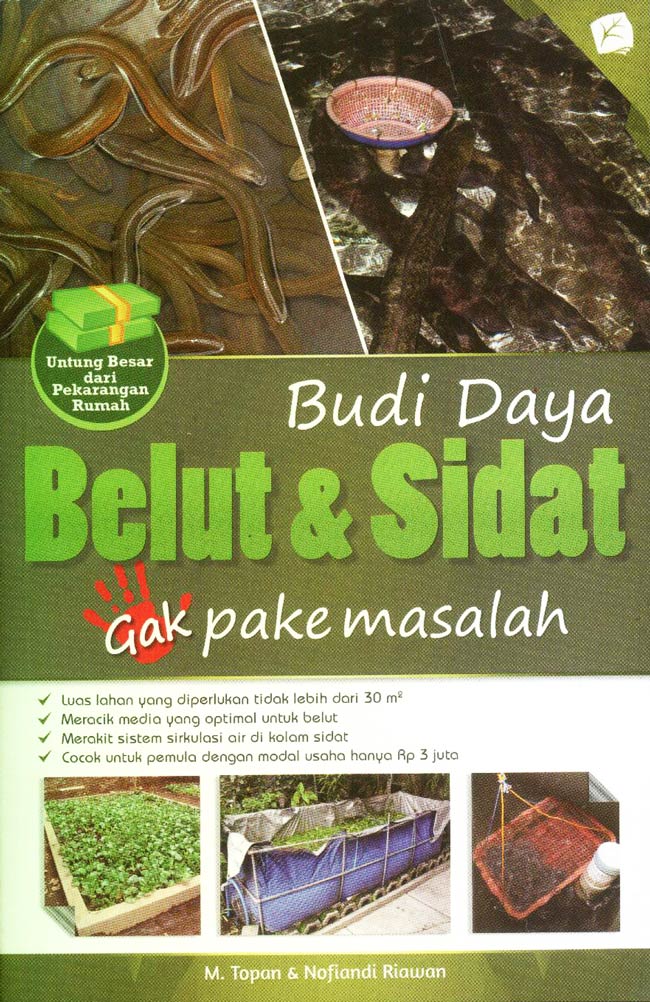 Untung Besar
dari
Pekarangan
Rumah
Budi Daya
Belut & Sidat
Gak pake masalah
Luas lahan yang diperlukan tidak lebih dari 30 m²
Meracik media yang optimal untuk belut
Merakit sistem sirkulasi air di kolam sidat
Cocok untuk pemula dengan modal usaha hanya Rp 3 juta
M. Topan & Nofiandi Riawan